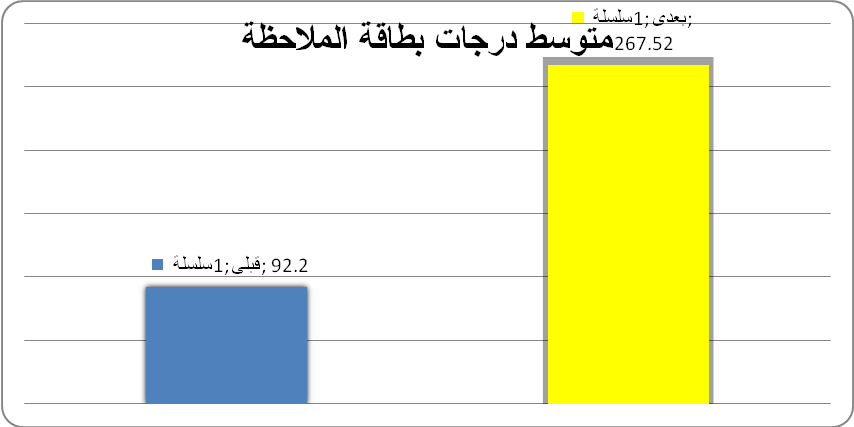 سلسلة1; بعدى;
267.52
متوسط درجات بطاقة الملاحظة
سلسلة1; قبلى; 92.2